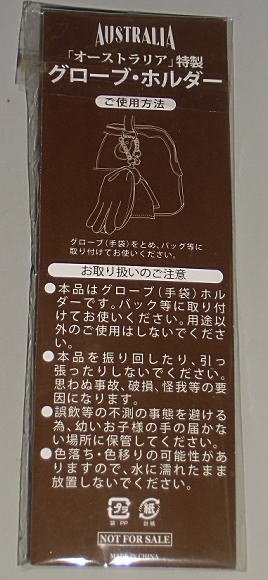 AUSTRALIA
「オーストラリア」特製
グローブ・ホルダー
ご使用方法
グローブ(手袋)をとめ、バッグ等に
取り付けてお使いください。
お取り扱いのご注意
●本品はグローブ(手袋)ホル
ダーです。バック等に取り付
けてお使いください。用途以
外のご使用はしないでくださ
い。
●本品を振り回したり、引っ
張ったりしないでください。
思わぬ事故、破損、怪我等の要
因になります。
●誤飲等の不測の事態を避ける
為、幼いお子様の手の届か
ない場所に保管してください。
●色落ち・色移りの可能性があ
りますので、水に濡れたまま
放置しないでください。
プラ
袋:PP
紙
台紙
NOT FOR SALE
MADE IN CHINA